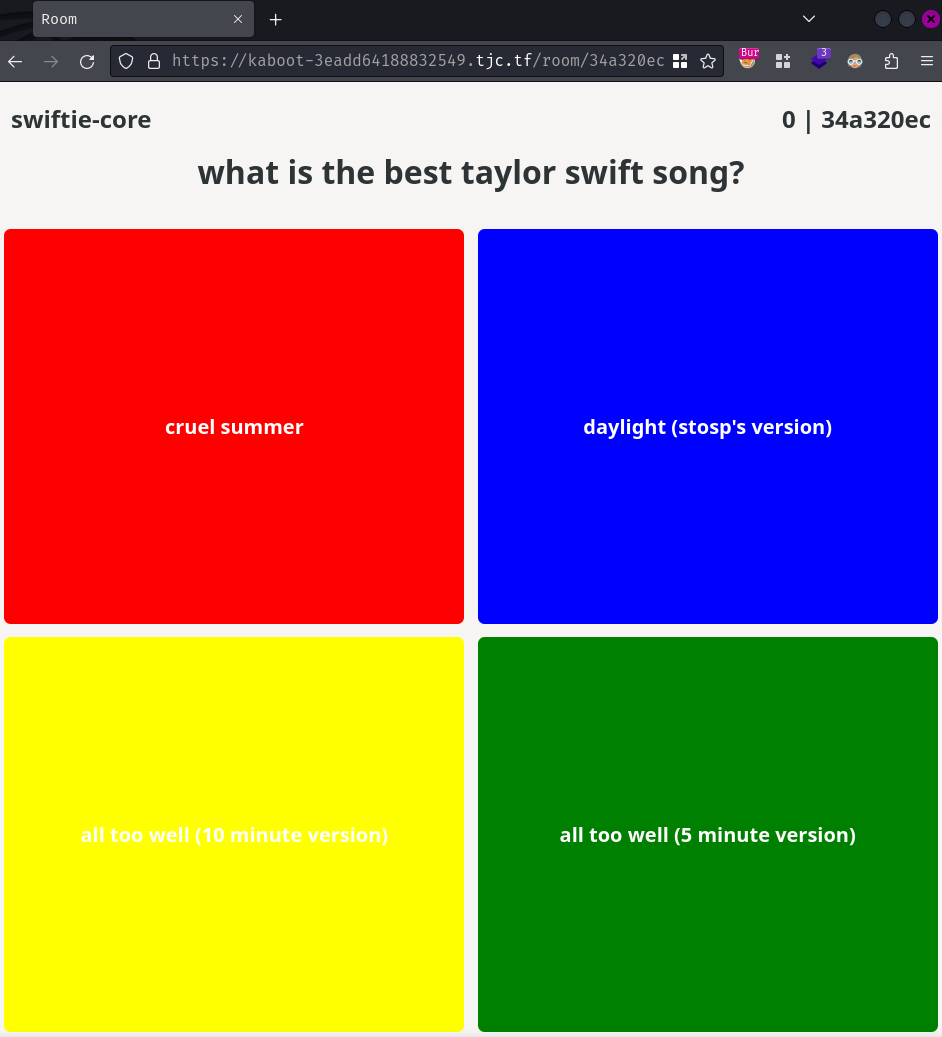 Room
https://kaboot-3eadd64188832549.tjc.tf/room/34a320ec
Bur
3
swiftie-core
0 | 34a320ec
what is the best taylor swift song?
cruel summer
daylight (stosp's version)
all too well (10 minute version)
all too well (5 minute version)